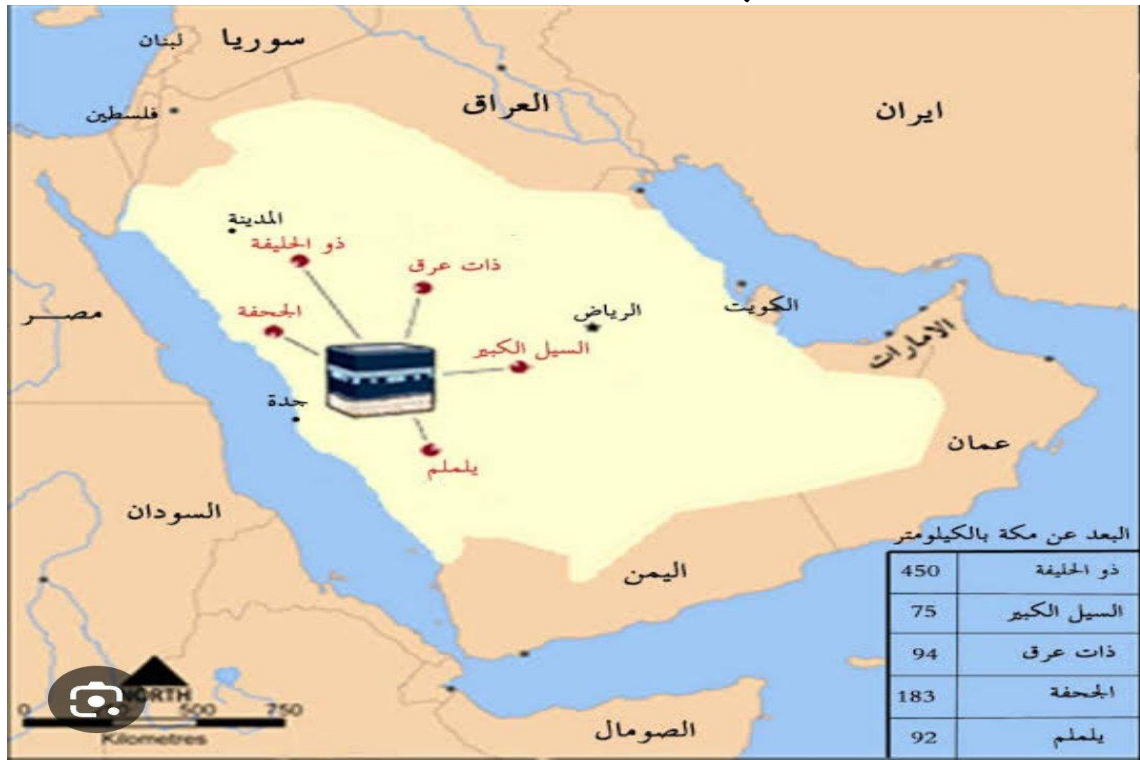 سوريا
لبنان
العراق
ايران
فلسطين
المدينة
ذو الحليفة
ذات عرق
الجحفة
الرياض
الكويت
مصـــر
السيل الكبير
الامارات
جدة
يلملم
عمان
السودان
اليمن
الصومال
البعد عن مكة بالكيلومتر
ذو الحليفة 450
السيل الكبير 75
ذات عرق 94
الجحفة 183
يلملم 92
NORTH
0 500 750
Kilometres